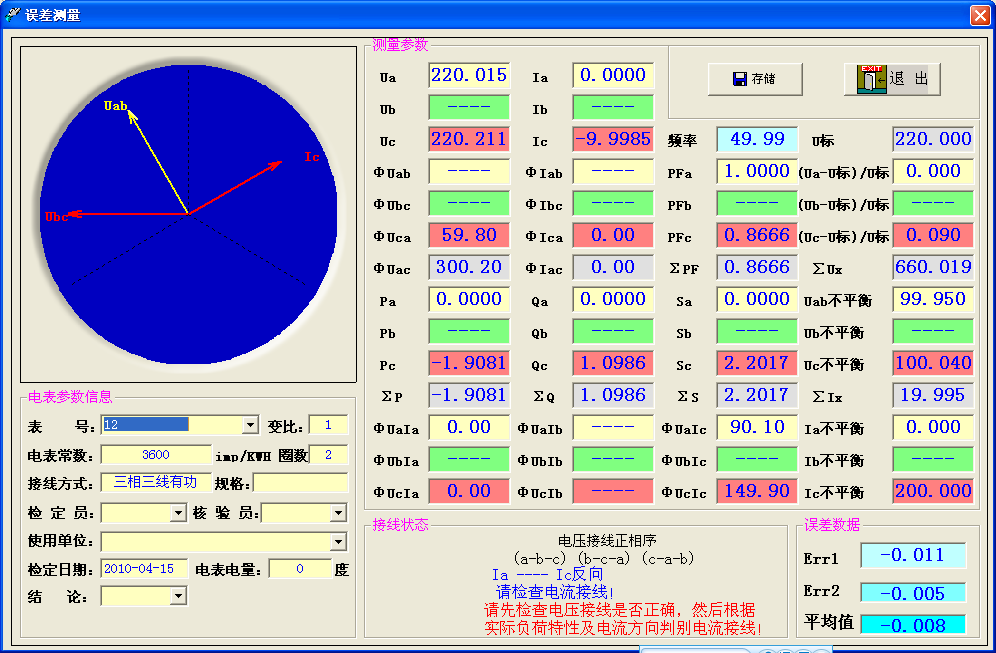 误差测量
测量参数
Uab
Ic
Ubc
Ua 220.015 Ia 0.0000
存储
EXIT 退 出
Ub ---- Ib ----
Uc 220.211 Ic -9.9985 频率 49.99 U标 220.000
ΦUab ---- ΦIab ---- PFa 1.0000 (Ua-U标)/U标 0.000
ΦUbc ---- ΦIbc ---- PFb ---- (Ub-U标)/U标 ----
ΦUca 59.80 ΦIca 0.00 PFc 0.8666 (Uc-U标)/U标 0.090
ΦUac 300.20 ΦIac 0.00 ΣPF 0.8666 ΣUx 660.019
Pa 0.0000 Qa 0.0000 Sa 0.0000 Uab不平衡 99.950
Pb ---- Qb ---- Sb ---- Ub不平衡 ----
Pc -1.9081 Qc 1.0986 Sc 2.2017 Uc不平衡 100.040
ΣP -1.9081 ΣQ 1.0986 ΣS 2.2017 ΣIx 19.995
ΦUaIa 0.00 ΦUaIb ---- ΦUaIc 90.10 Ia不平衡 0.000
ΦUbIa ---- ΦUbIb ---- ΦUbIc ---- Ib不平衡 ----
ΦUcIa 0.00 ΦUcIb ---- ΦUcIc 149.90 Ic不平衡 200.000
电表参数信息
表 号: 12 变比: 1
电表常数: 3600 imp/KWH 圈数 2
接线方式: 三相三线有功 规格:
检 定 员: 核 验 员:
使用单位:
检定日期: 2010-04-15 电表电量: 0 度
结 论:
接线状态
电压接线正相序
(a-b-c) (b-c-a) (c-a-b)
Ia ---- Ic反向
请检查电流接线!
请先检查电压接线是否正确，然后根据
实际负荷特性及电流方向判别电流接线!
误差数据
Err1 -0.011
Err2 -0.005
平均值 -0.008